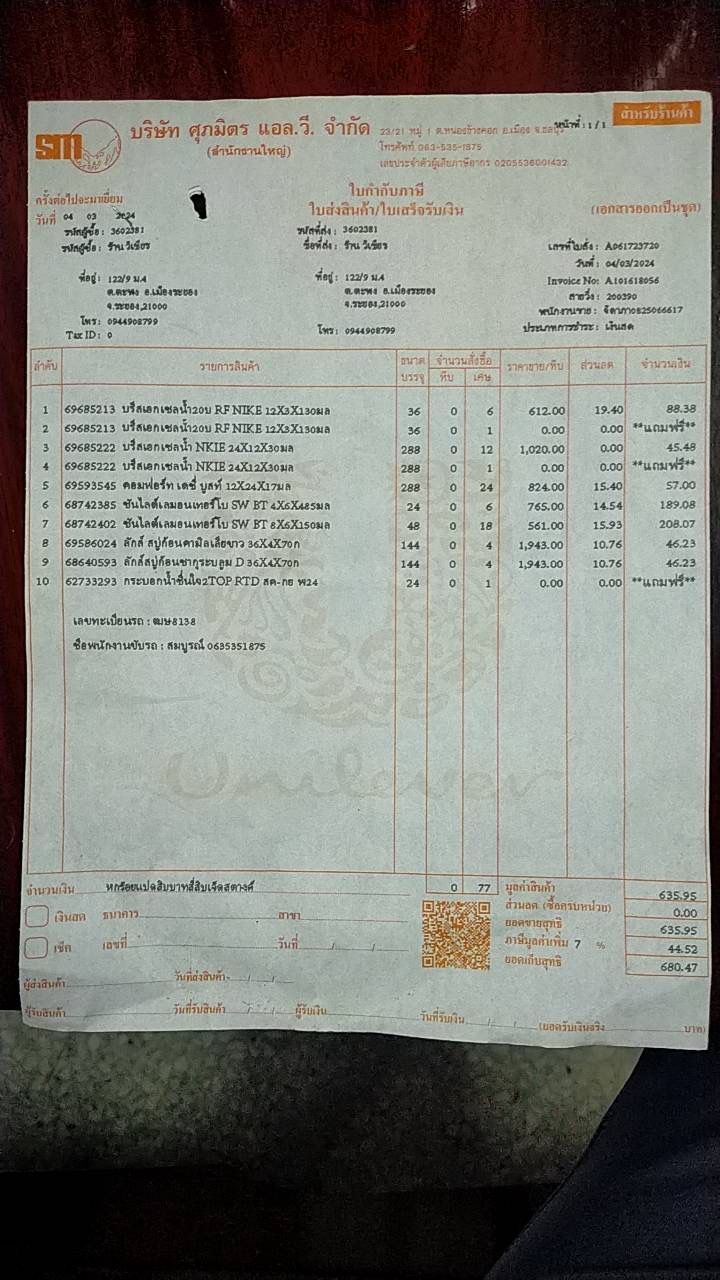 สำหรับร้านค้า
sm บริษัท ศุภมิตร แอล.วี. จำกัด 23/21 หมู่ 1 ต.หนองข้างคอก อ.เมือง จ.ชลบุรี หน้าที่ : 1 / 1
(สำนักงานใหญ่) โทรศัพท์ 063-535-1875
เลขประจำตัวผู้เสียภาษีอากร 0205536001432
ใบกำกับภาษี
ใบส่งสินค้า/ใบเสร็จรับเงิน (เอกสารออกเป็นชุด)
ครั้งต่อไปจะมาเยี่ยม
วันที่ 04 03 2024
รหัสผู้ซื้อ : 3602381 รหัสที่ส่ง : 3602381
รหัสผู้ซื้อ : ร้าน วิเชียร ชื่อที่ส่ง : ร้าน วิเชียร เลขที่ใบสั่ง : A061723720
วันที่ : 04/03/2024
ที่อยู่ : 122/9 ม.4 ที่อยู่ : 122/9 ม.4 Invoice No: A101618056
ต.ตะพง อ.เมืองระยอง ต.ตะพง อ.เมืองระยอง สายวิ่ง : 200390
จ.ระยอง,21000 จ.ระยอง,21000 พนักงานขาย : จิดาภา0825066617
โทร : 0944908799 โทร : 0944908799 ประเภทการชำระ : เงินสด
Tax ID : 0
ลำดับ รายการสินค้า ขนาดบรรจุ จำนวนสั่งซื้อ หีบ เศษ ราคาขาย/หีบ ส่วนลด จำนวนเงิน
1 69685213 บรีสเอกเซลน้ำ20บ RF NIKE 12X3X130มล 36 0 6 612.00 19.40 88.38
2 69685213 บรีสเอกเซลน้ำ20บ RF NIKE 12X3X130มล 36 0 1 0.00 0.00 **แถมฟรี**
3 69685222 บรีสเอกเซลน้ำ NKIE 24X12X30มล 288 0 12 1,020.00 0.00 45.48
4 69685222 บรีสเอกเซลน้ำ NKIE 24X12X30มล 288 0 1 0.00 0.00 **แถมฟรี**
5 69593545 คอมฟอร์ท เดซี่ บูสท์ 12X24X17มล 288 0 24 824.00 15.40 57.00
6 68742385 ซันไลต์เลมอนเทอร์โบ SW BT 4X6X485มล 24 0 6 765.00 14.54 189.08
7 68742402 ซันไลต์เลมอนเทอร์โบ SW BT 8X6X150มล 48 0 18 561.00 15.93 208.07
8 69586024 ลักส์ สบู่ก้อนคามิลเลียขาว 36X4X70ก 144 0 4 1,943.00 10.76 46.23
9 68640593 ลักส์สบู่ก้อนซากุระบลูม D 36X4X70ก 144 0 4 1,943.00 10.76 46.23
10 62733293 กระบอกน้ำชื่นใจ2TOP RTD สค-กย พ24 24 0 1 0.00 0.00 **แถมฟรี**
เลขทะเบียนรถ : ฒษ8138
ชื่อพนักงานขับรถ : สมบูรณ์ 0635351875
Unilever
จำนวนเงิน หกร้อยแปดสิบบาทสี่สิบเจ็ดสตางค์ 0 77 มูลค่าสินค้า 635.95
ส่วนลด (ซื้อครบหน่วย) 0.00
เงินสด ธนาคาร สาขา ยอดขายสุทธิ 635.95
เช็ค เลขที่ วันที่ / / ภาษีมูลค่าเพิ่ม 7 % 44.52
ยอดเก็บสุทธิ 680.47
ผู้ส่งสินค้า วันที่ส่งสินค้า / /
ผู้รับสินค้า วันที่รับสินค้า / / ผู้รับเงิน วันที่รับเงิน / / (ยอดรับเงินจริง บาท)